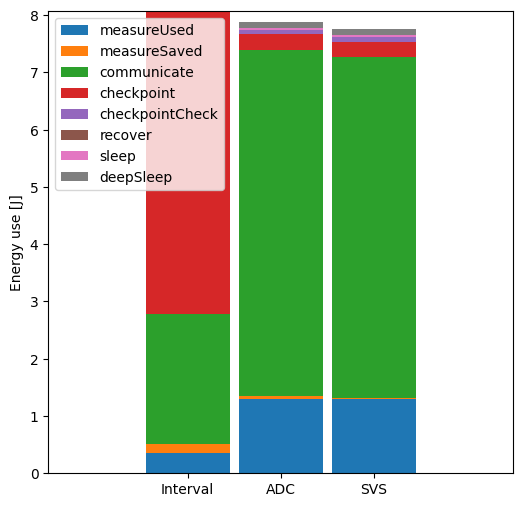 8
7
6
5
4
3
2
1
0
Energy use [J]
measureUsed
measureSaved
communicate
checkpoint
checkpointCheck
recover
sleep
deepSleep
Interval
ADC
SVS